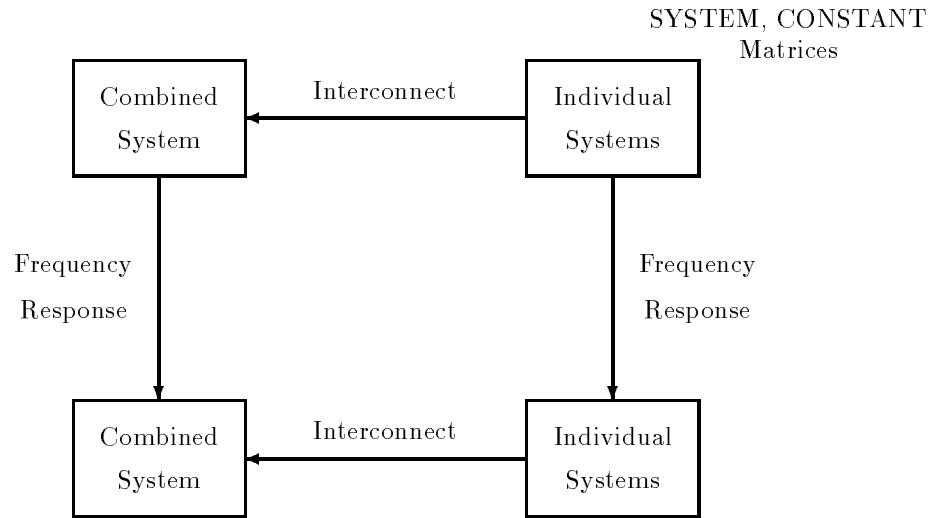 SYSTEM, CONSTANT
Matrices
Combined
System
Interconnect
Individual
Systems
Frequency
Response
Frequency
Response
Combined
System
Interconnect
Individual
Systems